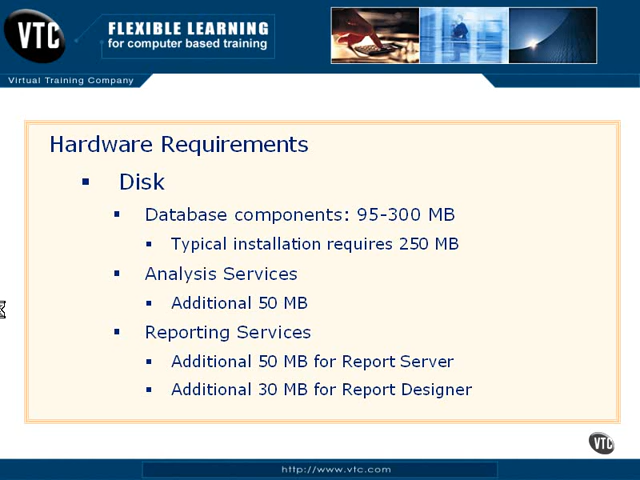 VTC
FLEXIBLE LEARNING
for computer based training
Virtual Training Company
Hardware Requirements
▪ Disk
▪ Database components: 95-300 MB
▪ Typical installation requires 250 MB
▪ Analysis Services
▪ Additional 50 MB
▪ Reporting Services
▪ Additional 50 MB for Report Server
▪ Additional 30 MB for Report Designer
VTC
http://www.vtc.com